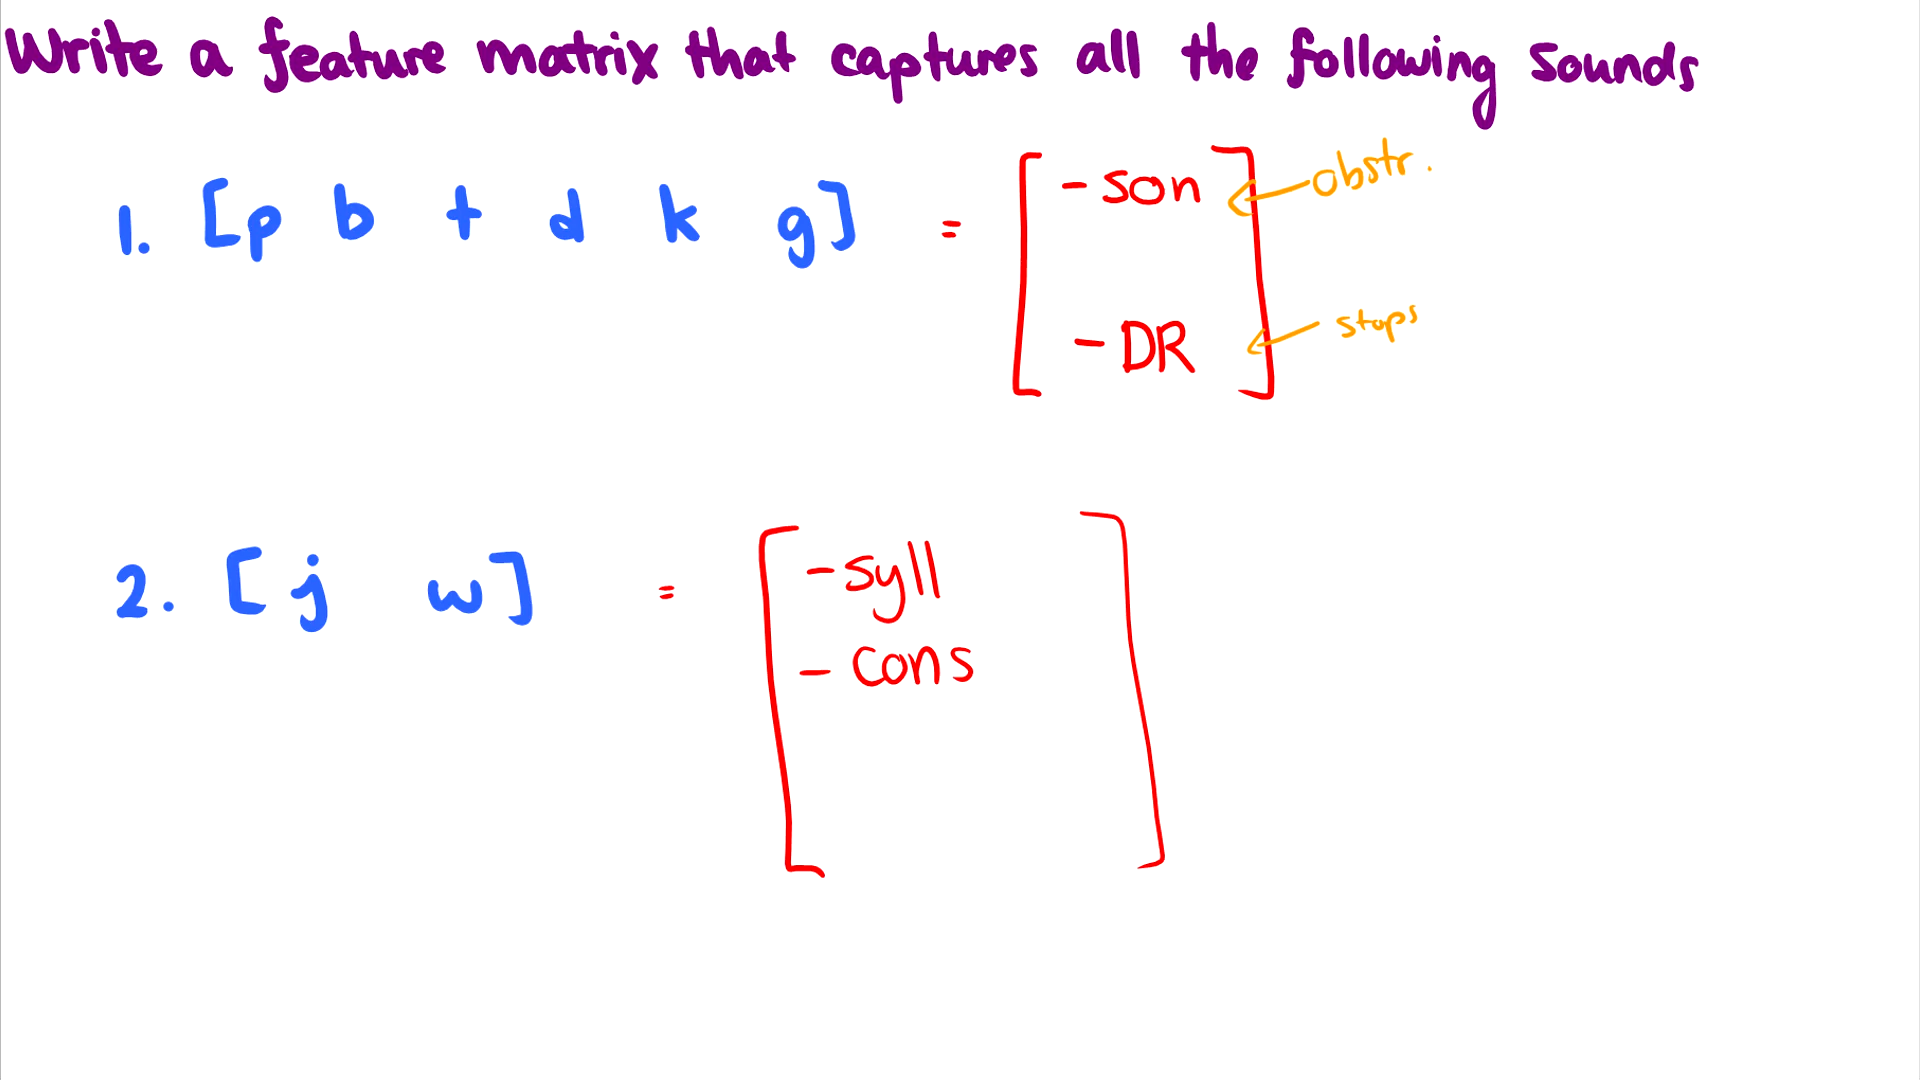 Write a feature matrix that captures all the following sounds
1. [p b t d k g] = [-son
-DR]
obstr.
stops
2. [j w] = [-syll
-cons]